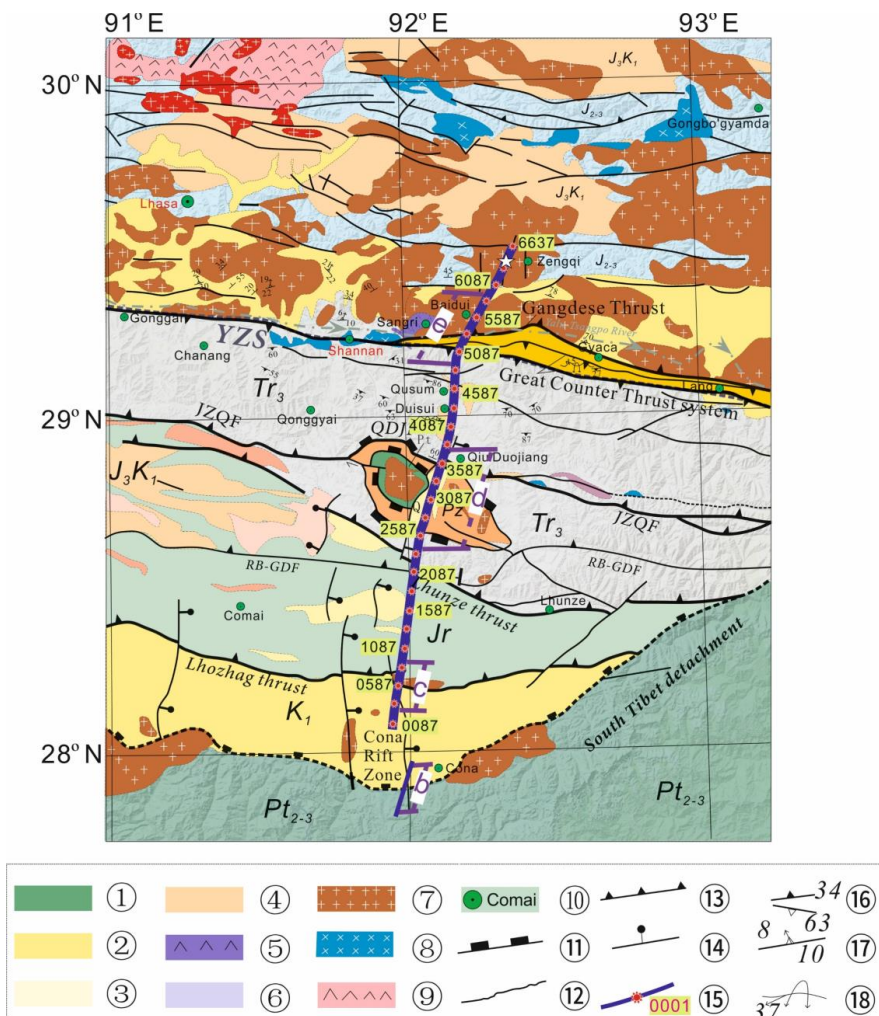 91° E
92° E
93° E
30° N
J3K1
J2-3
Gongbo'gyamda
J3K1
Lhasa
6637
Zengqi
J2-3
6087
Baidui
5587
Gangdese Thrust
Gonggar
Sangri
e
YZS
Shannan
Chanang
5087
Great Counter Thrust system
Lang
Tr3
Qusum
4587
29° N
Qonggyai
Duisui
JZQF
QDJ
4087
Pt
QiuDuojiang
3587
J3K1
3087
d
Pz
Tr3
JZQF
2587
RB-GDF
RB-GDF
2087
Lhunze thrust
Lhunze
Comai
1587
Jr
1087
Lhozhag thrust
0587
c
K1
0087
South Tibet detachment
28° N
Cona
Rift
Zone
Cona
b
Pt2-3
Pt2-3
① ④ ⑦ Comai ⑩ ⑬ 34 ⑯
② ⑤ ⑧ ⑪ ⑭ 8 63 10 ⑰
③ ⑥ ⑨ ⑫ 0001 ⑮ 37 ⑱